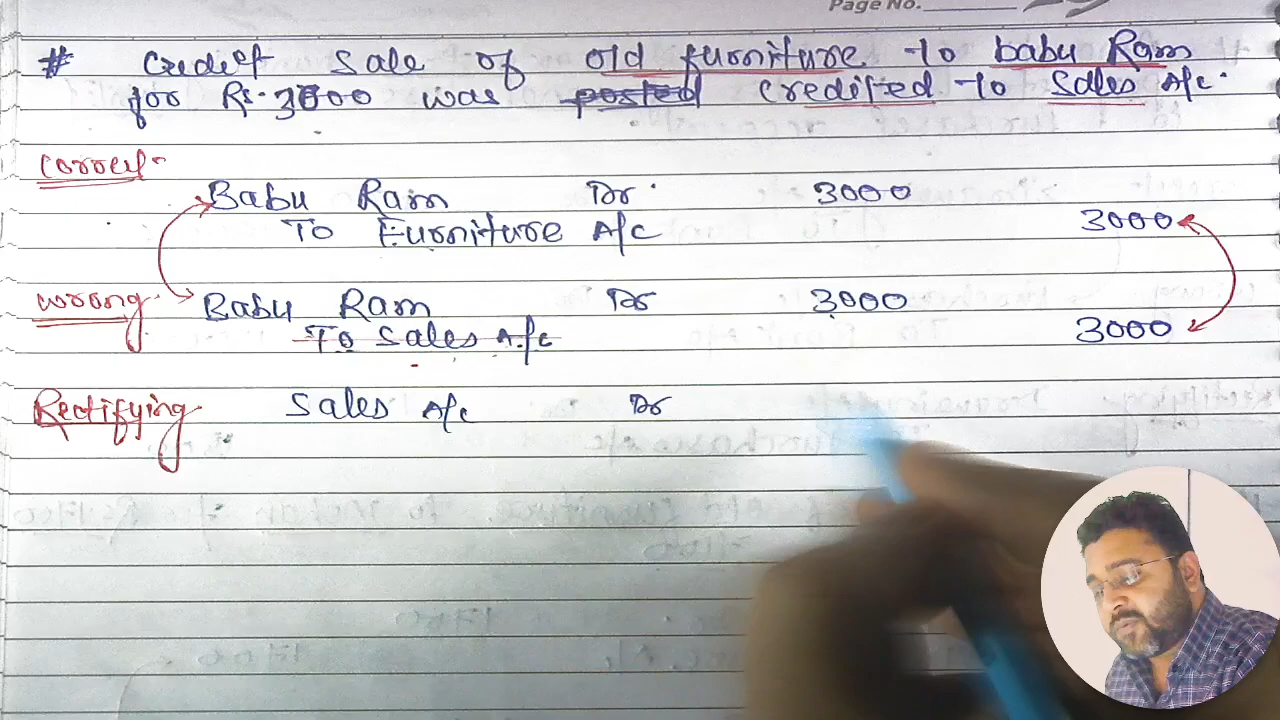 Page No.
# Credit Sale of old furniture to babu Ram
for Rs. 3000 was posted credited to Sales A/c.
Correct
Babu Ram Dr. 3000
To Furniture A/c 3000
Wrong Babu Ram Dr 3000
To Sales A/c 3000
Rectifying Sales A/c Dr